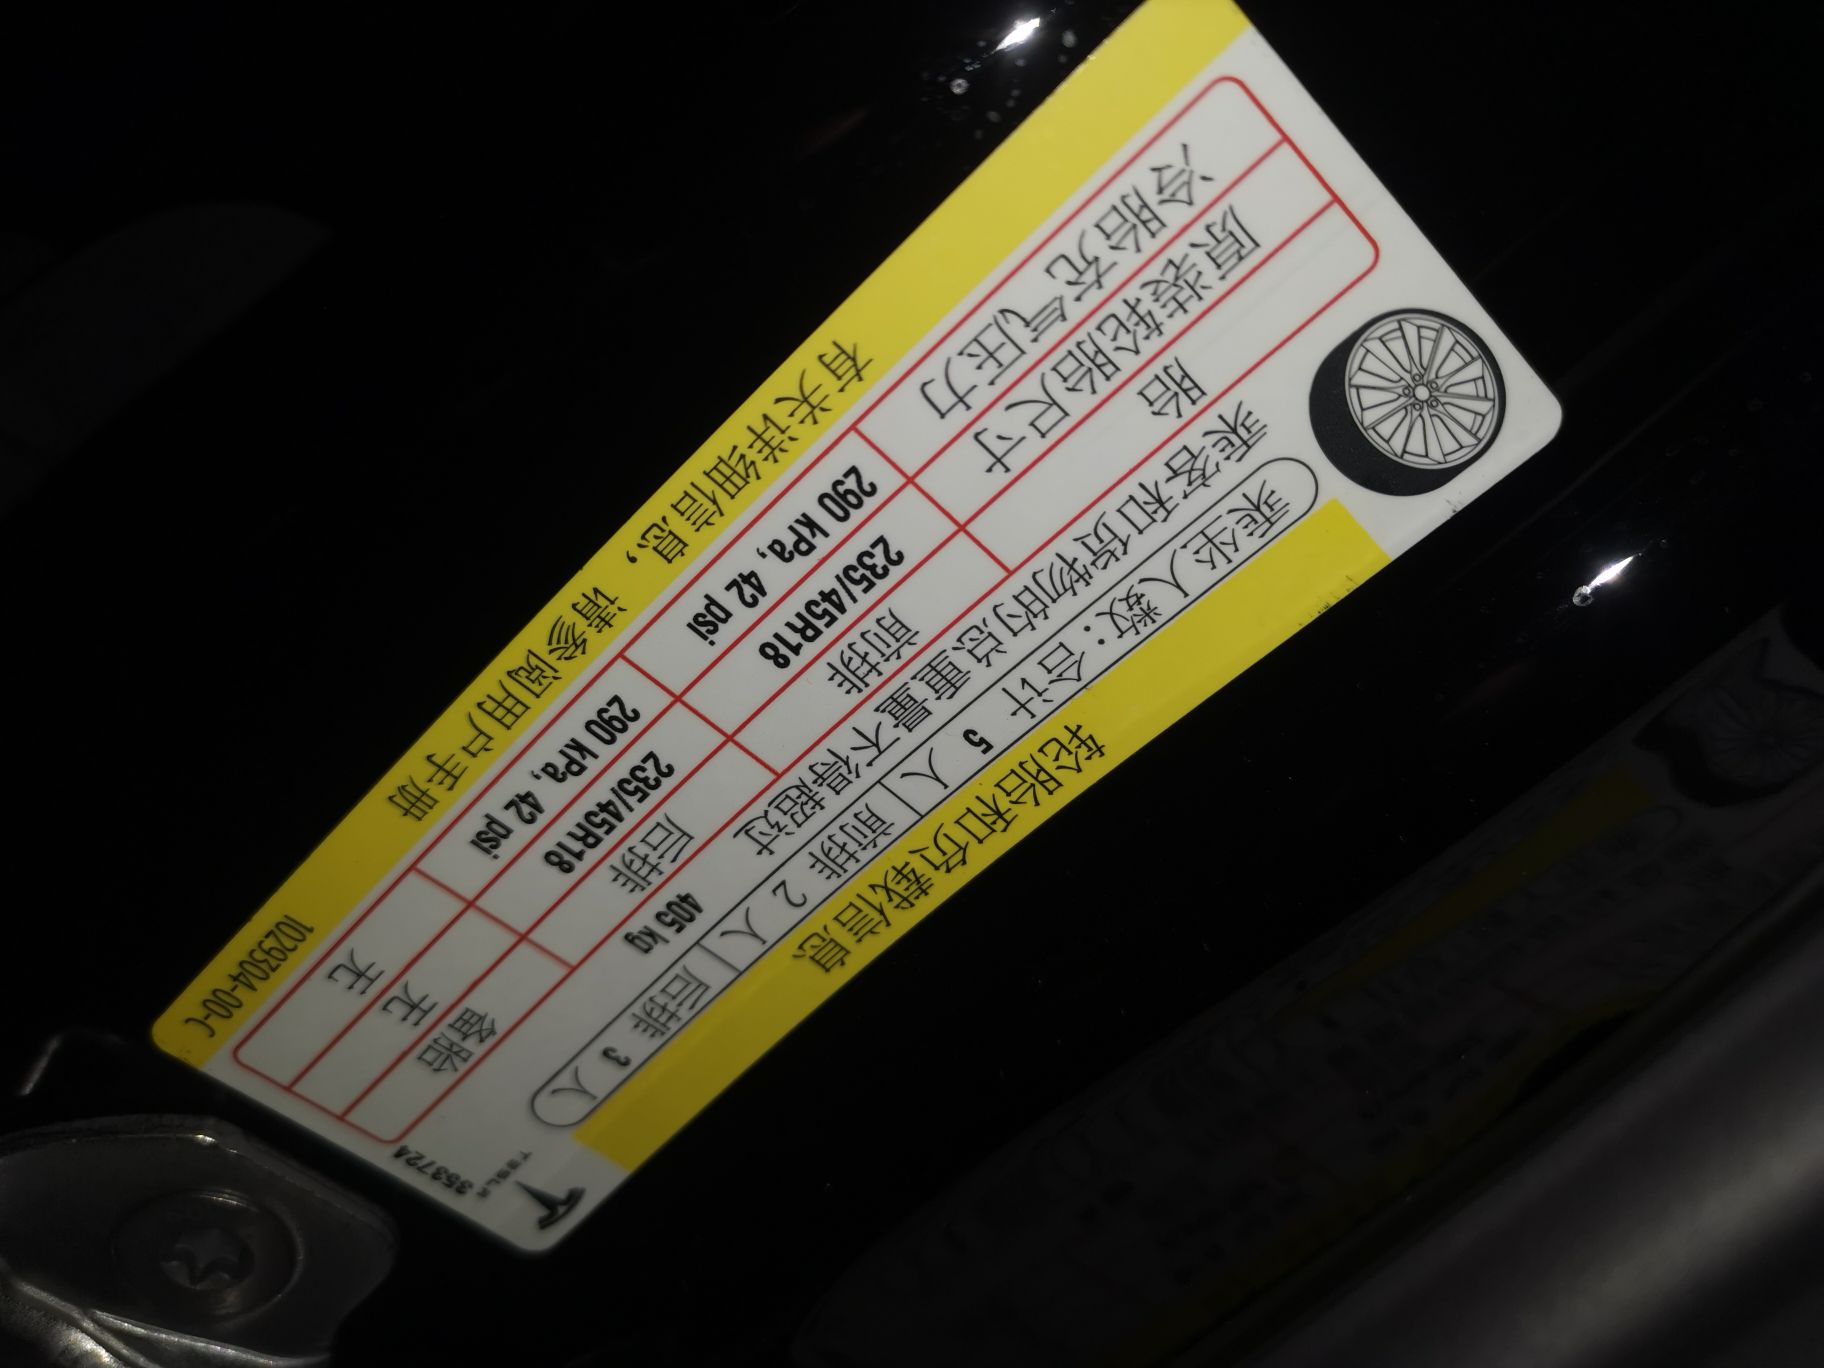 轮胎和负载信息
TESLA
乘坐人数：合计 5 人 前排 2 人 后排 3 人
乘客和货物的总重量不得超过 405 kg
353724
胎 前排 后排 备胎
原装轮胎尺寸 235/45R18 235/45R18 无
冷胎充气压力 290 kPa, 42 psi 290 kPa, 42 psi 无
有关详细信息，请参阅用户手册 1029304-00-C